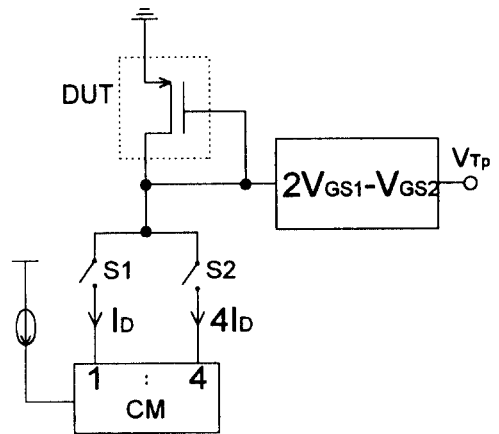 DUT
2VGS1-VGS2
VTp
S1
S2
ID
4ID
1 : 4
CM